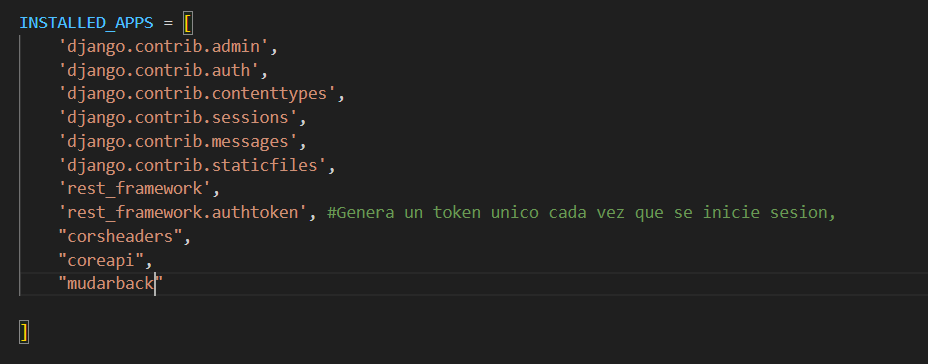 INSTALLED_APPS = [
'django.contrib.admin',
'django.contrib.auth',
'django.contrib.contenttypes',
'django.contrib.sessions',
'django.contrib.messages',
'django.contrib.staticfiles',
'rest_framework',
'rest_framework.authtoken', #Genera un token unico cada vez que se inicie sesion,
"corsheaders",
"coreapi",
"mudarback"
]